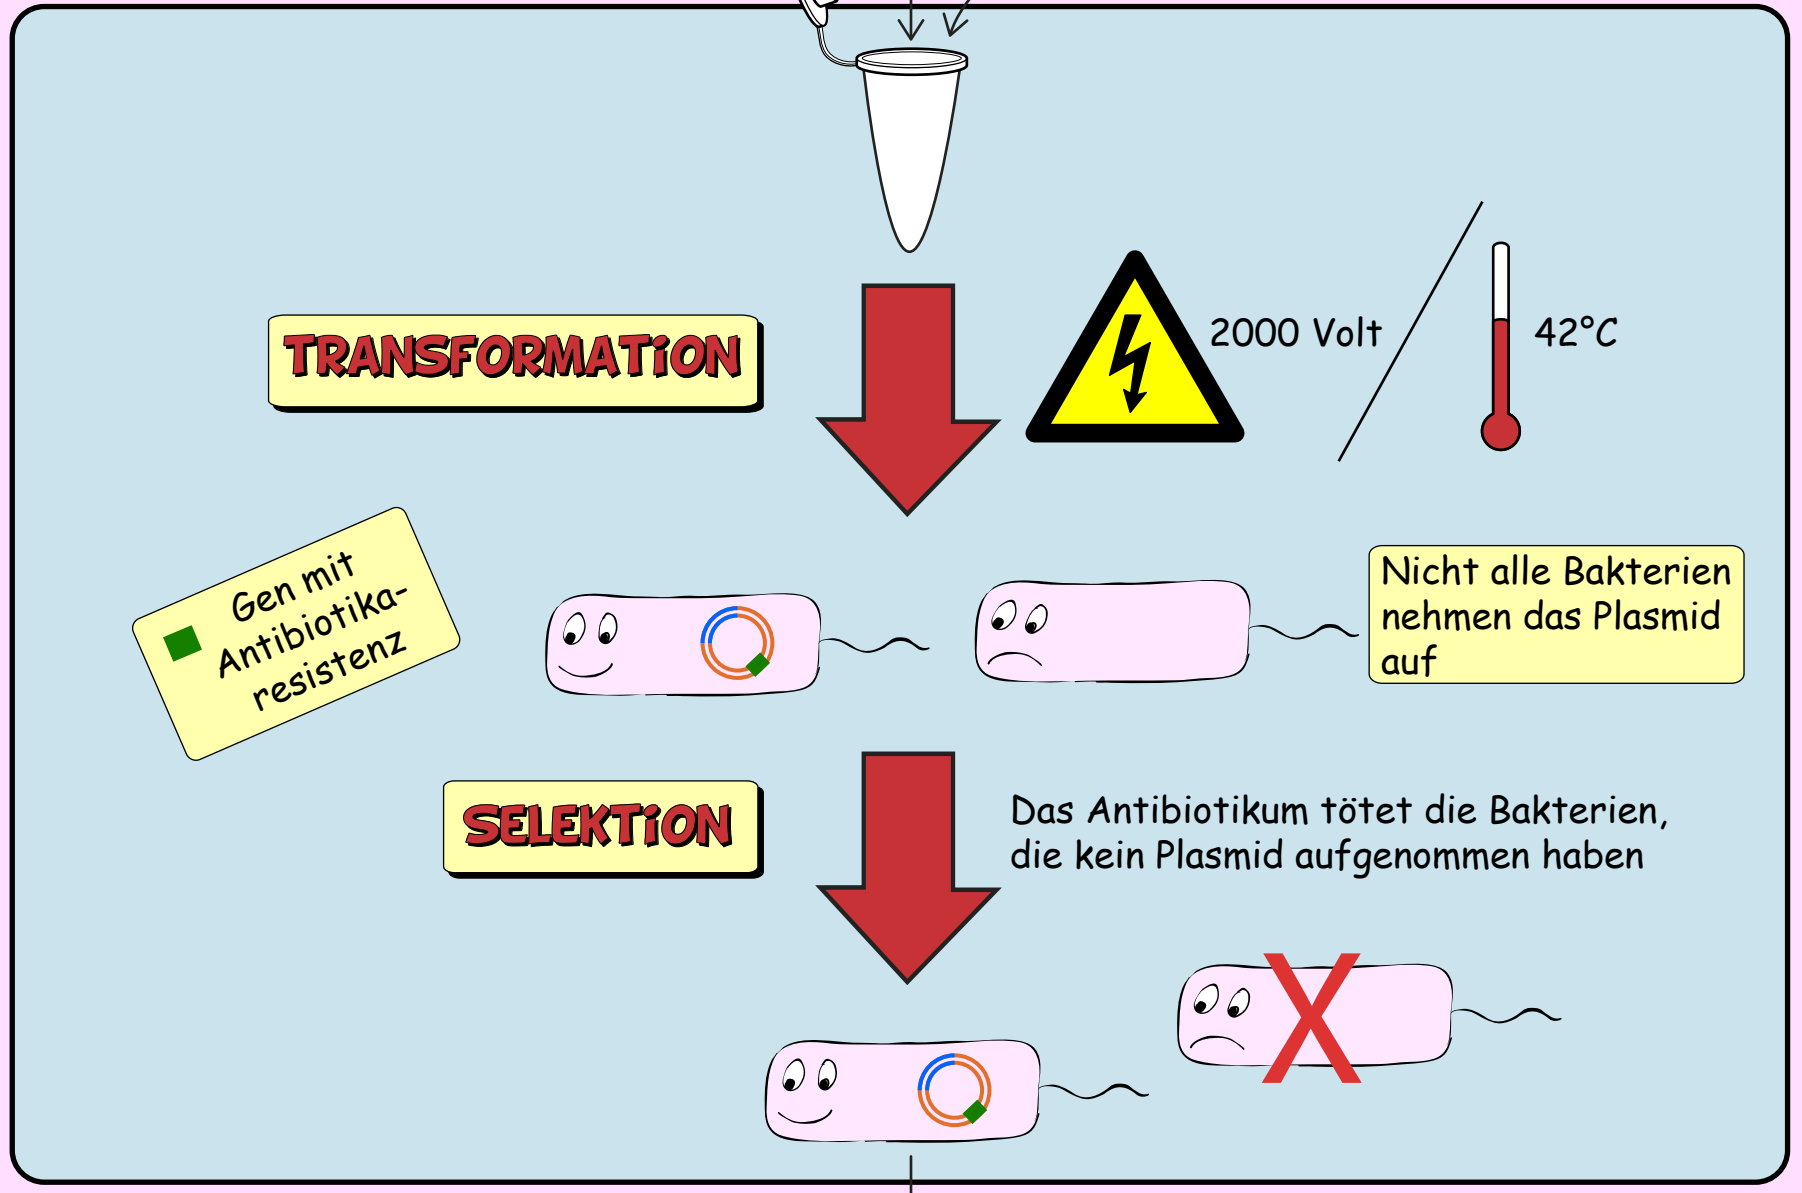 TRANSFORMATiON
2000 Volt
42°C
Gen mit
Antibiotika-
resistenz
Nicht alle Bakterien
nehmen das Plasmid
auf
SELEKTiON
Das Antibiotikum tötet die Bakterien,
die kein Plasmid aufgenommen haben
X